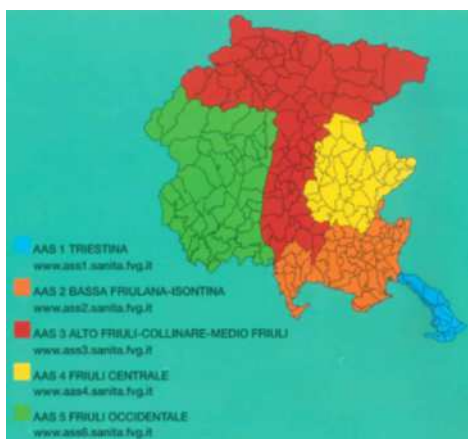 AAS 1 TRIESTINA
www.ass1.sanita.fvg.it
AAS 2 BASSA FRIULANA-ISONTINA
www.ass2.sanita.fvg.it
AAS 3 ALTO FRIULI-COLLINARE-MEDIO FRIULI
www.ass3.sanita.fvg.it
AAS 4 FRIULI CENTRALE
www.aas4.sanita.fvg.it
AAS 5 FRIULI OCCIDENTALE
www.ass6.sanita.fvg.it